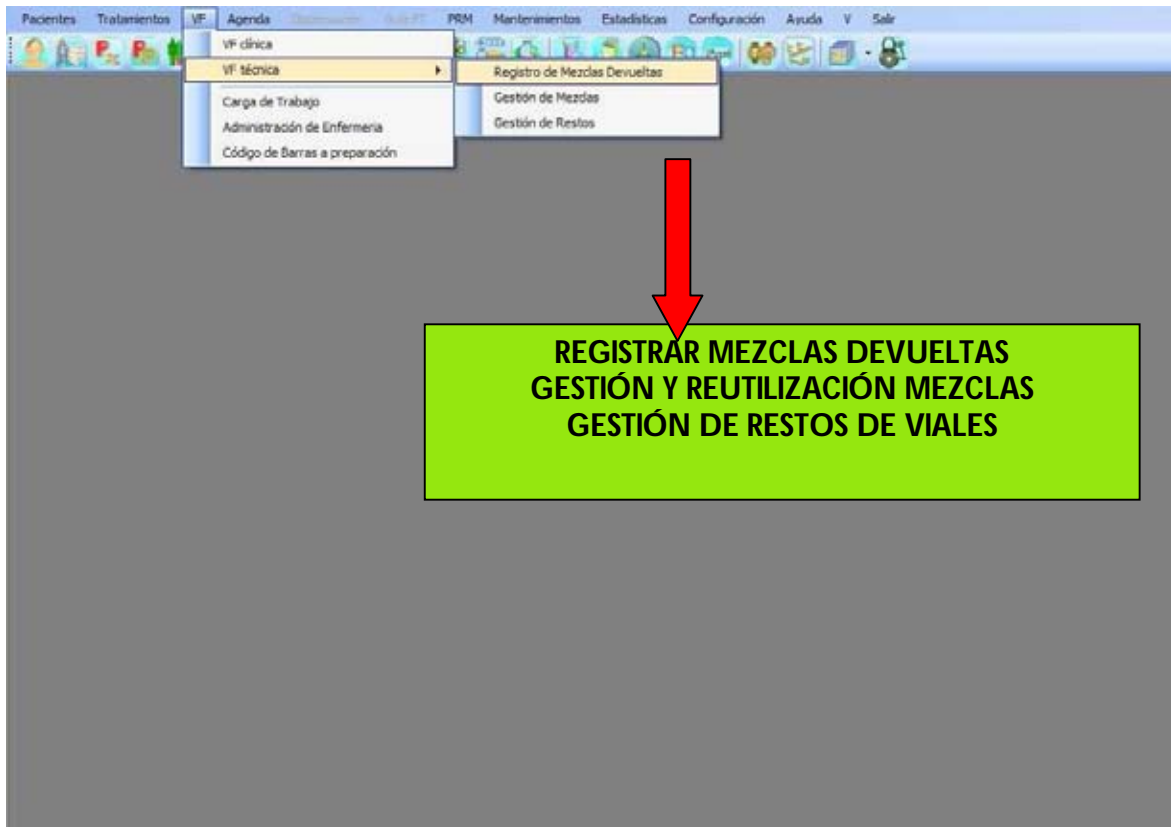 Pacientes Tratamientos VF Agenda PRM Mantenimientos Estadísticas Configuración Ayuda V Salir
VF clínica
VF técnica
Registro de Mezclas Devueltas
Carga de Trabajo
Gestión de Mezclas
Administración de Enfermeria
Gestión de Restos
Código de Barras a preparación
REGISTRAR MEZCLAS DEVUELTAS
GESTIÓN Y REUTILIZACIÓN MEZCLAS
GESTIÓN DE RESTOS DE VIALES